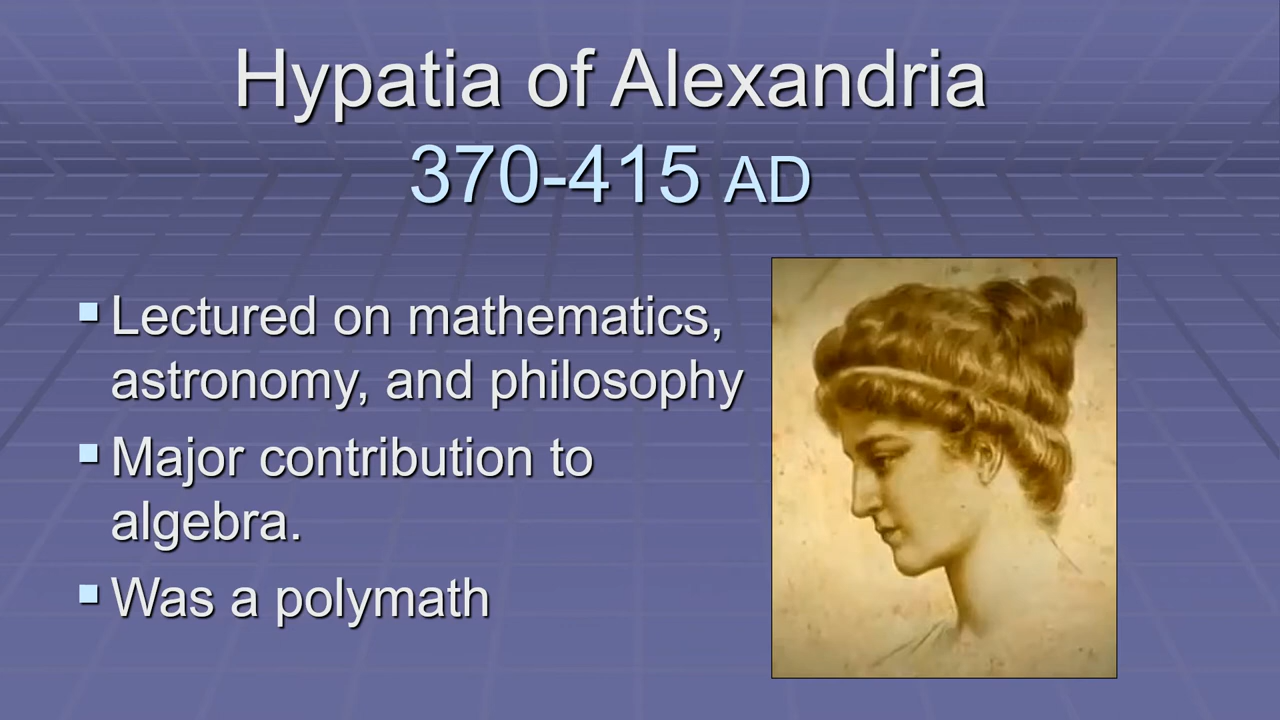 Hypatia of Alexandria
370-415 AD
Lectured on mathematics,
astronomy, and philosophy
Major contribution to
algebra.
Was a polymath